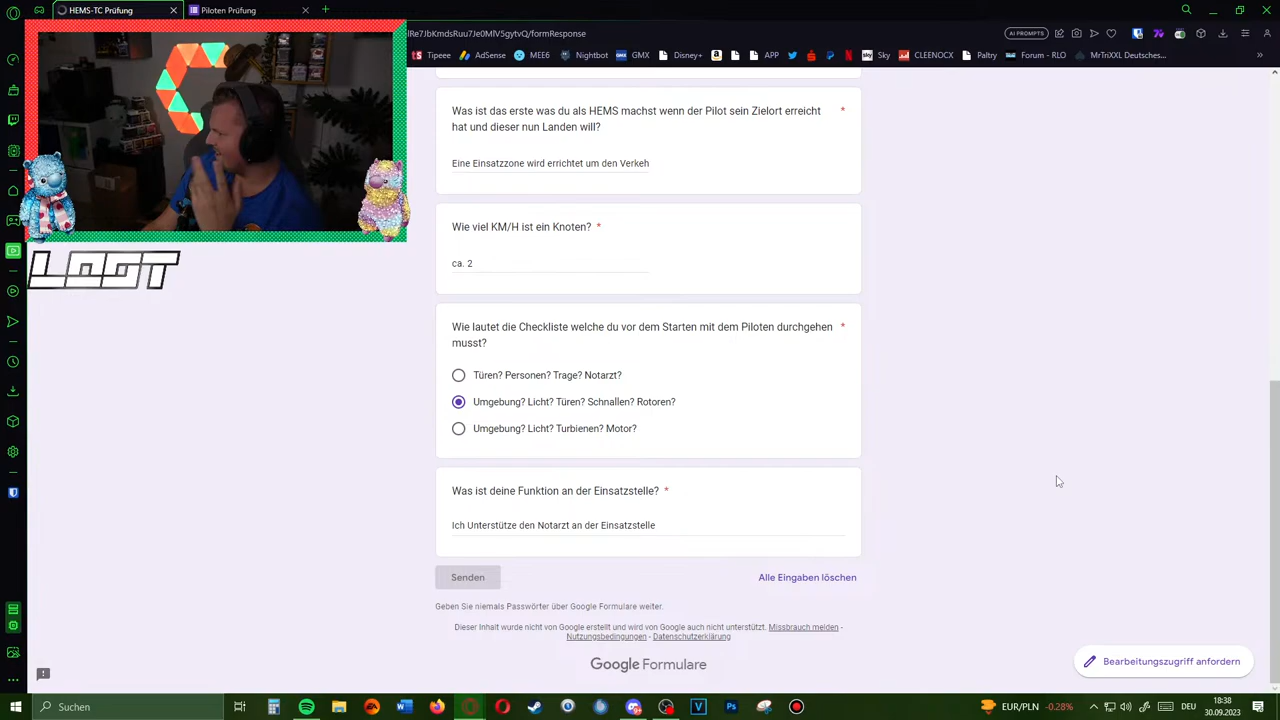 HEMS-TC Prüfung
Piloten Prüfung
lRe7JbKmdsRuu7Je0MlV5gytvQ/formResponse
AI PROMPTS
Tipeee
AdSense
MEE6
Nightbot
GMX
Disney+
APP
Sky
CLEENOCX
Paltry
Forum - RLO
MrTriXXL Deutsches...
LOOT
Was ist das erste was du als HEMS machst wenn der Pilot sein Zielort erreicht *
hat und dieser nun Landen will?
Eine Einsatzzone wird errichtet um den Verkeh
Wie viel KM/H ist ein Knoten? *
ca. 2
Wie lautet die Checkliste welche du vor dem Starten mit dem Piloten durchgehen *
musst?
Türen? Personen? Trage? Notarzt?
Umgebung? Licht? Türen? Schnallen? Rotoren?
Umgebung? Licht? Turbienen? Motor?
Was ist deine Funktion an der Einsatzstelle? *
Ich Unterstütze den Notarzt an der Einsatzstelle
Senden
Alle Eingaben löschen
Geben Sie niemals Passwörter über Google Formulare weiter.
Dieser Inhalt wurde nicht von Google erstellt und wird von Google auch nicht unterstützt. Missbrauch melden -
Nutzungsbedingungen - Datenschutzerklärung
Google Formulare
Bearbeitungszugriff anfordern
Suchen
EUR/PLN -0.28%
DEU
18:38
30.09.2023